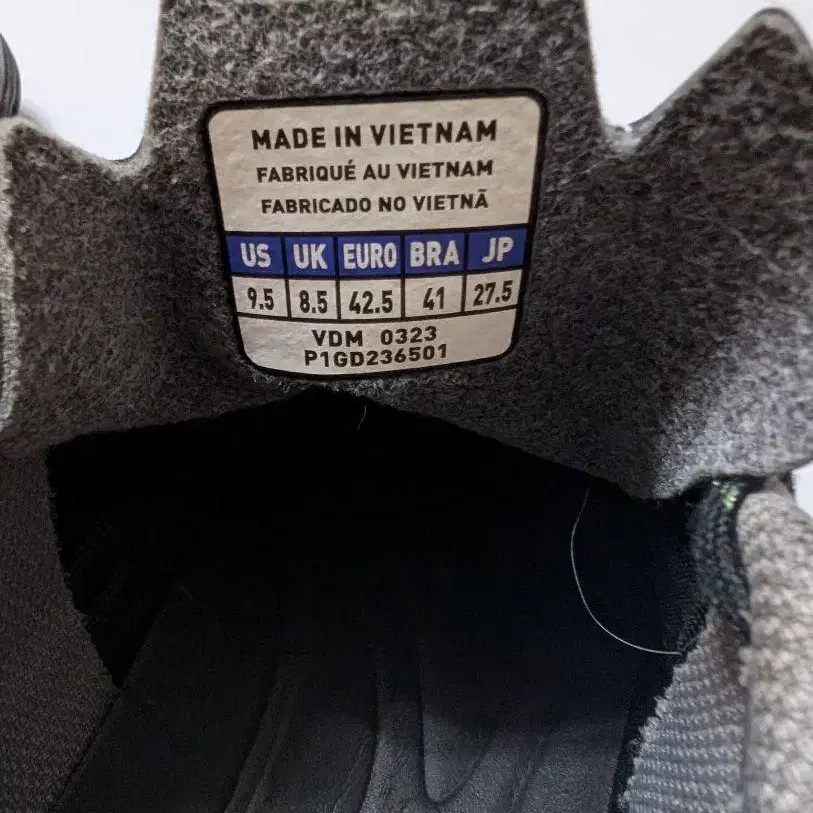 MADE IN VIETNAM
FABRIQUÉ AU VIETNAM
FABRICADO NO VIETNÃ
US UK EURO BRA JP
9.5 8.5 42.5 41 27.5
VDM 0323
P1GD236501